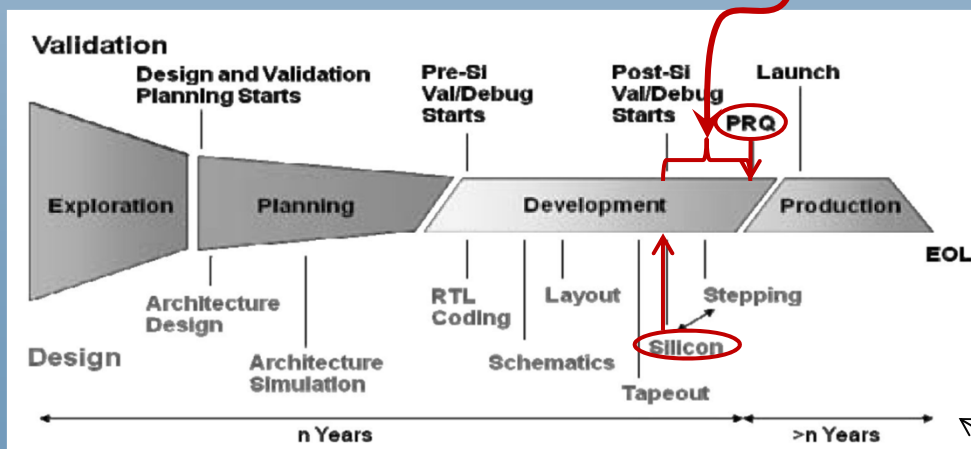 Validation
Design and Validation
Planning Starts
Pre-Si
Val/Debug
Starts
Post-Si
Val/Debug
Starts
PRQ
Launch
Exploration
Planning
Development
Production
EOL
Architecture
Design
Architecture
Simulation
RTL
Coding
Schematics
Layout
Tapeout
Silicon
Stepping
Design
n Years
>n Years